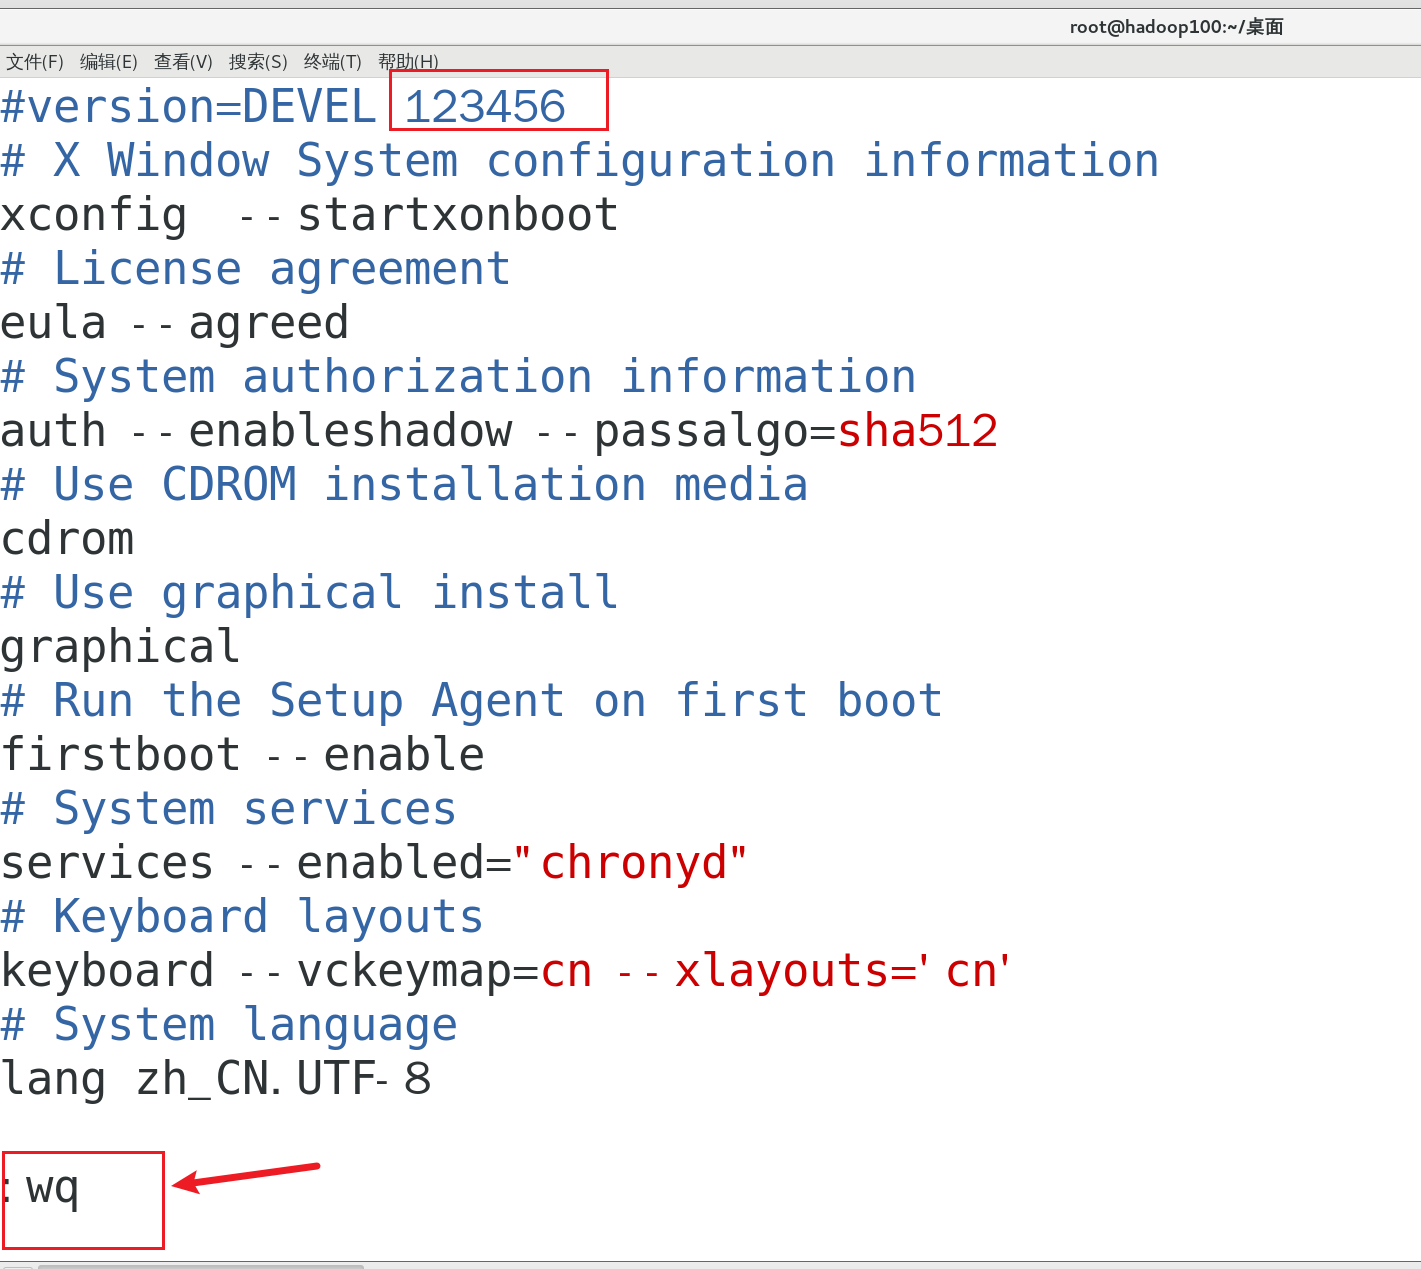 root@hadoop100:~/桌面
文件(F) 编辑(E) 查看(V) 搜索(S) 终端(T) 帮助(H)
#version=DEVEL 123456
# X Window System configuration information
xconfig  --startxonboot
# License agreement
eula --agreed
# System authorization information
auth --enableshadow --passalgo=sha512
# Use CDROM installation media
cdrom
# Use graphical install
graphical
# Run the Setup Agent on first boot
firstboot --enable
# System services
services --enabled="chronyd"
# Keyboard layouts
keyboard --vckeymap=cn --xlayouts='cn'
# System language
lang zh_CN.UTF-8
:wq